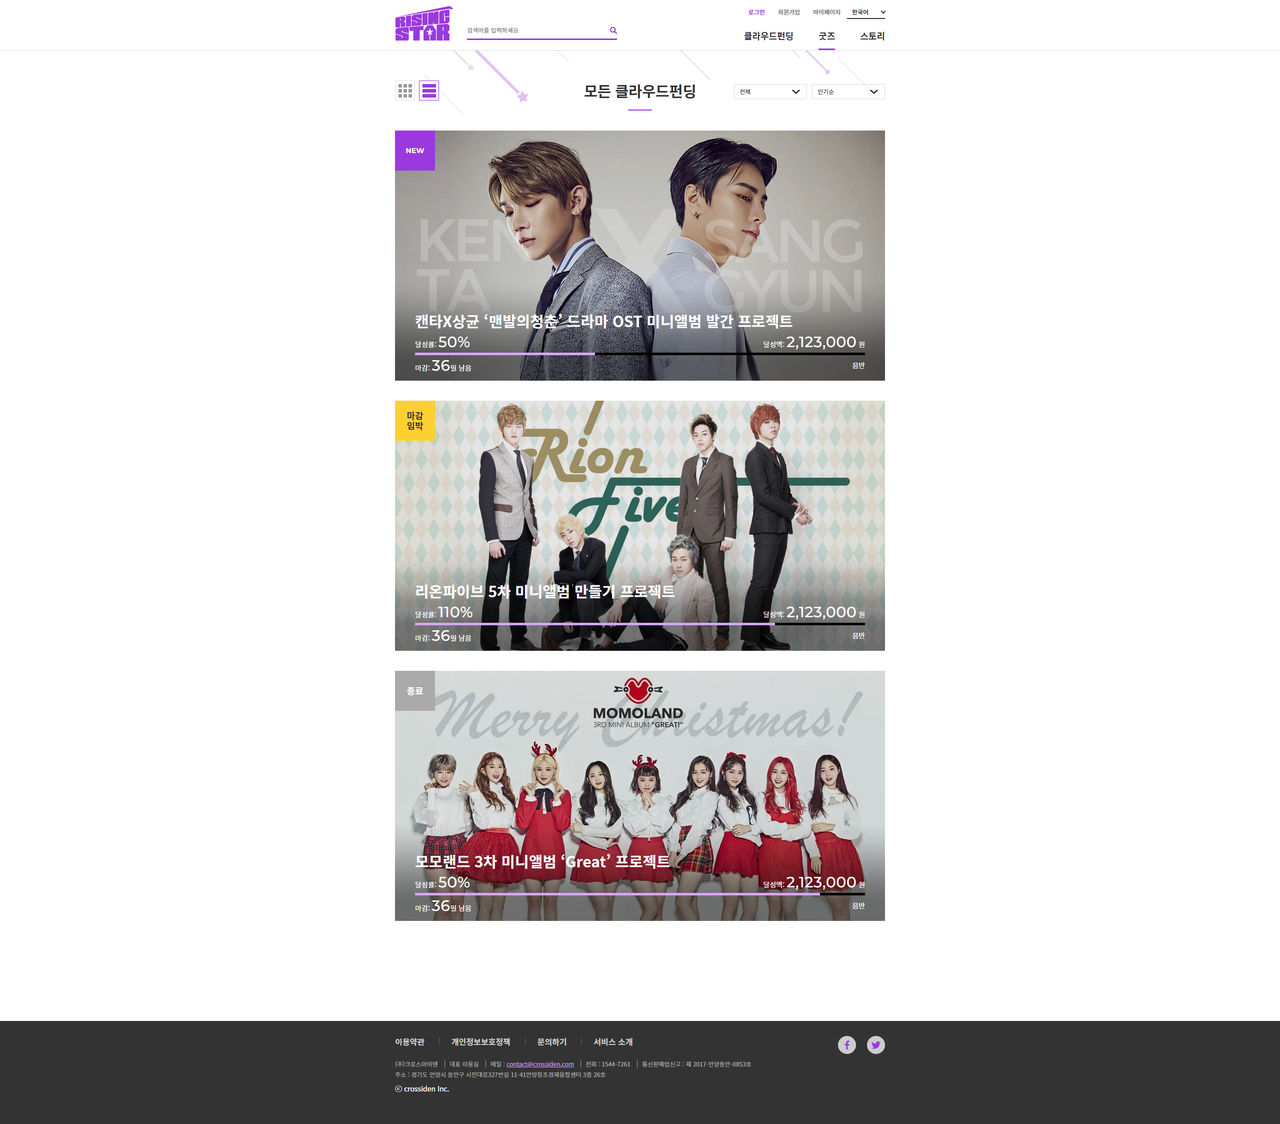 RISING
STAR
검색어를 입력하세요
로그인
회원가입
마이페이지
한국어
클라우드펀딩
굿즈
스토리
모든 클라우드펀딩
전체
인기순
NEW
KEN
TA
X
SANG
GYUN
캔타X상균 ‘맨발의청춘’ 드라마 OST 미니앨범 발간 프로젝트
달성률: 50%
달성액: 2,123,000 원
마감: 36일 남음
음반
마감
임박
Rion
Five
리온파이브 5차 미니앨범 만들기 프로젝트
달성률: 110%
달성액: 2,123,000 원
마감: 36일 남음
음반
종료
Merry Christmas!
MOMOLAND
3RD MINI ALBUM "GREAT!"
모모랜드 3차 미니앨범 ‘Great’ 프로젝트
달성률: 50%
달성액: 2,123,000 원
마감: 36일 남음
음반
이용약관 | 개인정보보호정책 | 문의하기 | 서비스 소개
(주)크로스아이덴 | 대표 이용길 | 메일 : contact@crossiden.com | 전화 : 1544-7261 | 통신판매업신고 : 제 2017-안양동안-0853호
주소 : 경기도 안양시 동안구 시민대로327번길 11-41안양창조경제융합센터 3층 26호
ⓒ crossiden Inc.